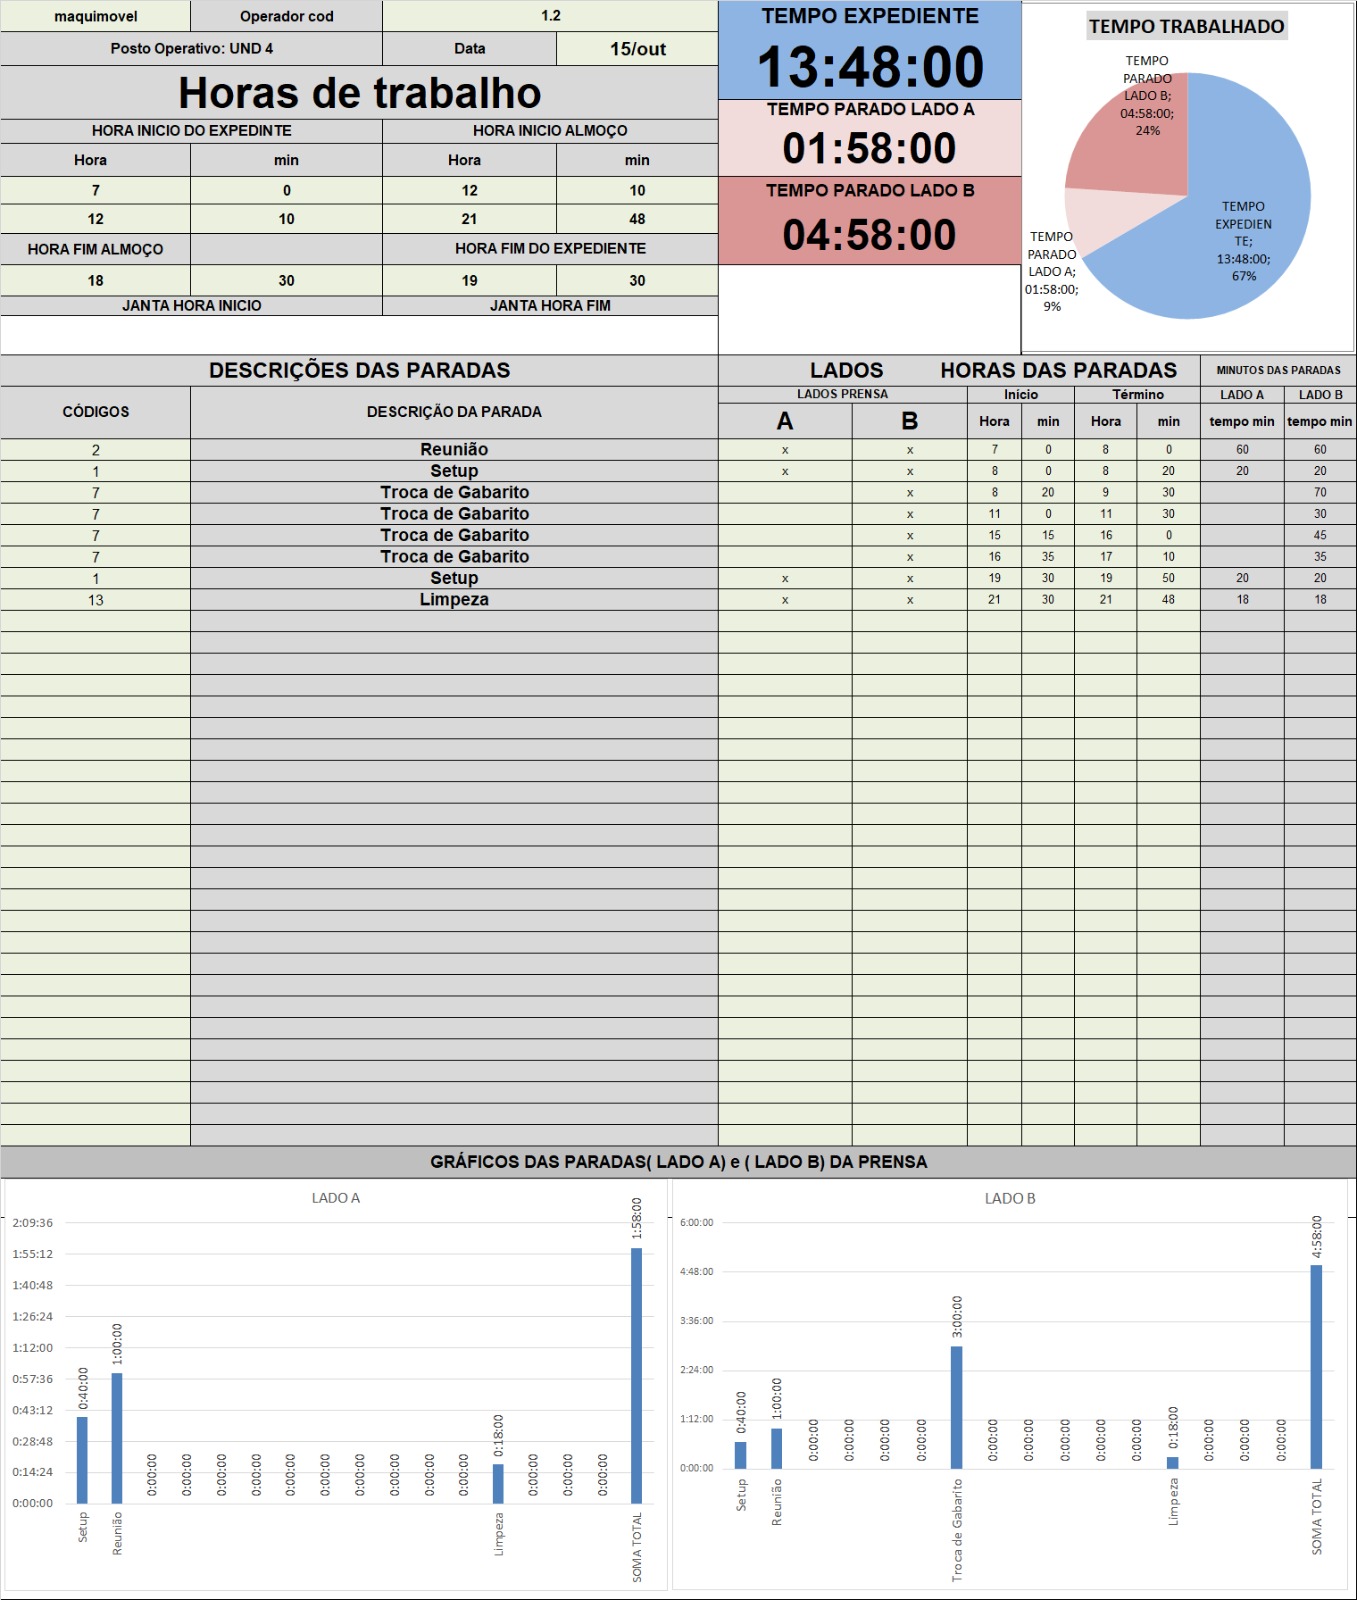 maquimovel Operador cod 1.2
Posto Operativo: UND 4 Data 15/out
Horas de trabalho
HORA INICIO DO EXPEDINTE HORA INICIO ALMOÇO
Hora min Hora min
7 0 12 10
12 10 21 48
HORA FIM ALMOÇO HORA FIM DO EXPEDIENTE
18 30 19 30
JANTA HORA INICIO JANTA HORA FIM
TEMPO EXPEDIENTE
13:48:00
TEMPO PARADO LADO A
01:58:00
TEMPO PARADO LADO B
04:58:00
TEMPO TRABALHADO
TEMPO
PARADO
LADO B;
04:58:00;
24%
TEMPO
EXPEDIEN
TE;
13:48:00;
67%
TEMPO
PARADO
LADO A;
01:58:00;
9%
DESCRIÇÕES DAS PARADAS LADOS HORAS DAS PARADAS MINUTOS DAS PARADAS
CÓDIGOS DESCRIÇÃO DA PARADA LADOS PRENSA Início Término LADO A LADO B
A B Hora min Hora min tempo min tempo min
2 Reunião x x 7 0 8 0 60 60
1 Setup x x 8 0 8 20 20 20
7 Troca de Gabarito x 8 20 9 30 70
7 Troca de Gabarito x 11 0 11 30 30
7 Troca de Gabarito x 15 15 16 0 45
7 Troca de Gabarito x 16 35 17 10 35
1 Setup x x 19 30 19 50 20 20
13 Limpeza x x 21 30 21 48 18 18
GRÁFICOS DAS PARADAS( LADO A) e ( LADO B) DA PRENSA
LADO A
2:09:36
1:55:12
1:40:48
1:26:24
1:12:00
0:57:36
0:43:12
0:28:48
0:14:24
0:00:00
0:40:00
1:00:00
0:00:00
0:00:00
0:00:00
0:00:00
0:00:00
0:00:00
0:00:00
0:00:00
0:00:00
0:00:00
0:18:00
0:00:00
0:00:00
0:00:00
1:58:00
Setup
Reunião
Limpeza
SOMA TOTAL
LADO B
6:00:00
4:48:00
3:36:00
2:24:00
1:12:00
0:00:00
0:40:00
1:00:00
0:00:00
0:00:00
0:00:00
0:00:00
3:00:00
0:00:00
0:00:00
0:00:00
0:00:00
0:00:00
0:18:00
0:00:00
0:00:00
0:00:00
4:58:00
Setup
Reunião
Troca de Gabarito
Limpeza
SOMA TOTAL